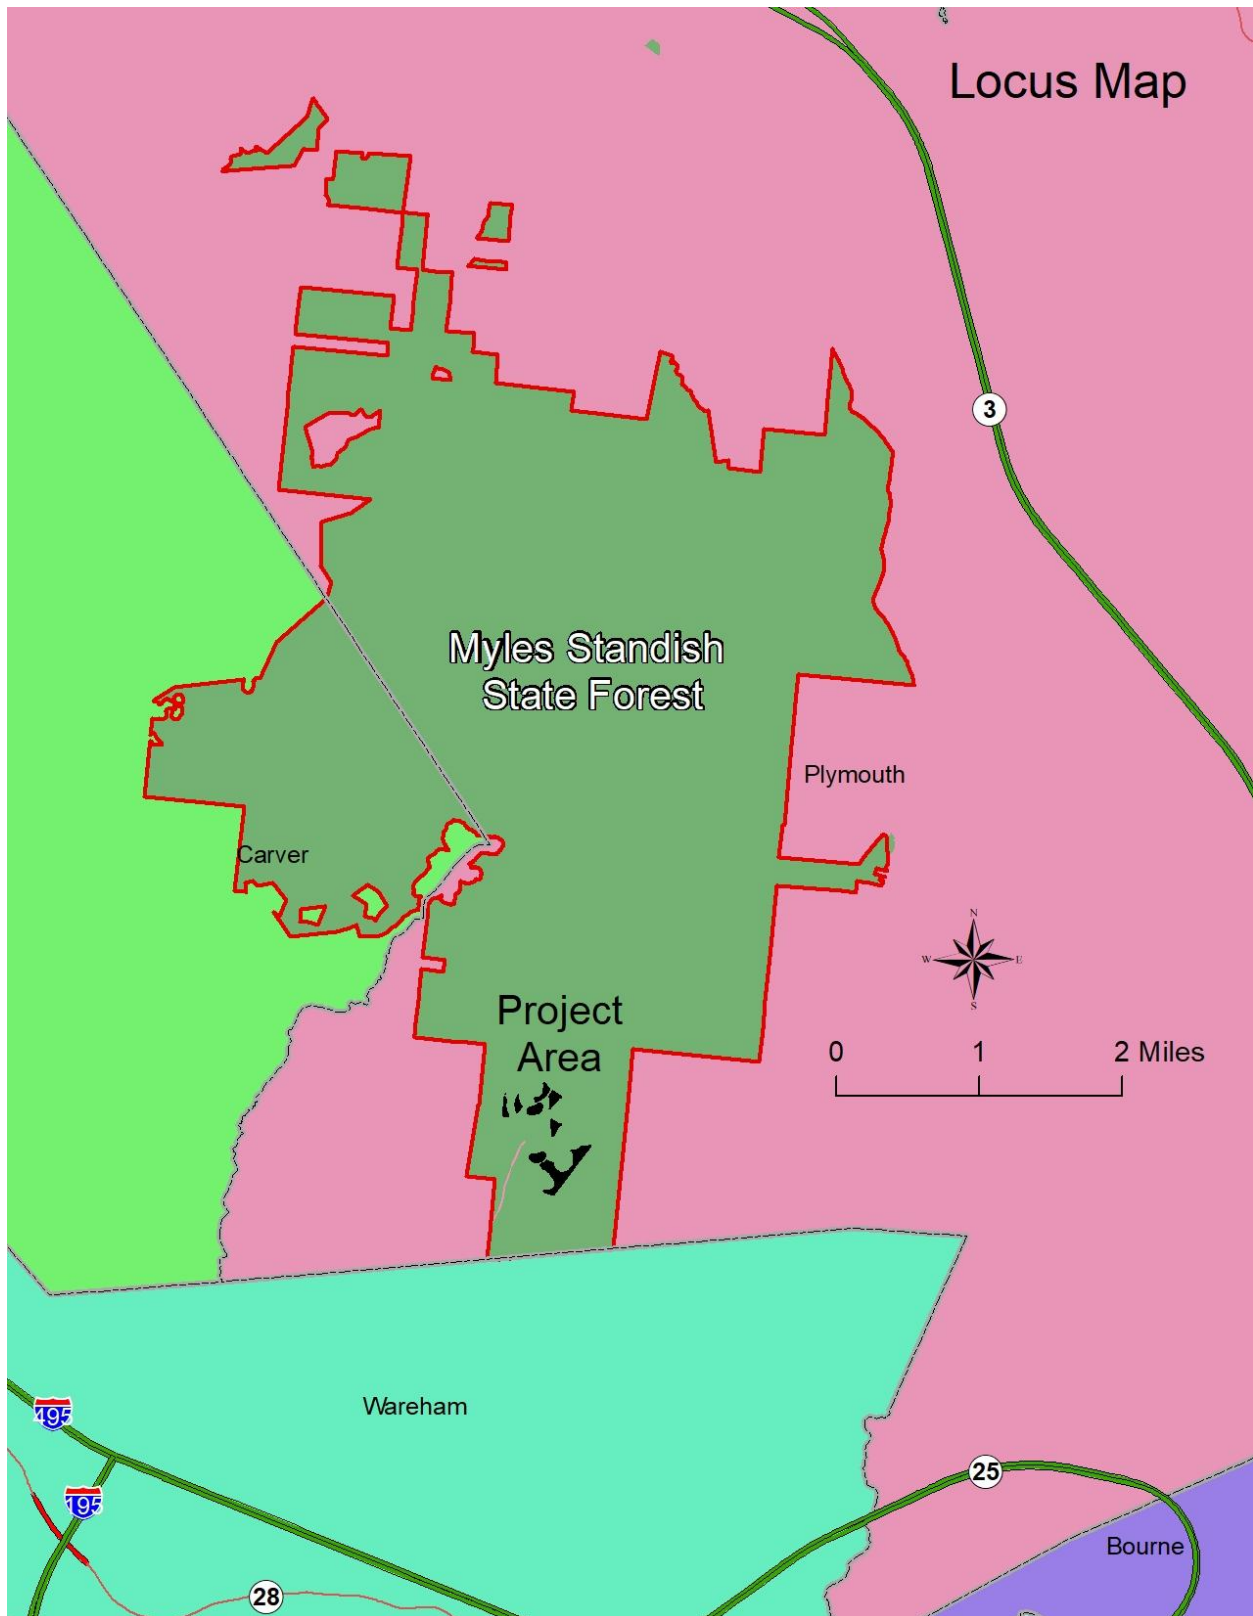 Locus Map
3
Myles Standish
State Forest
Plymouth
Carver
N
W E
S
Project
Area
0 1 2 Miles
Wareham
495
25
195
Bourne
28